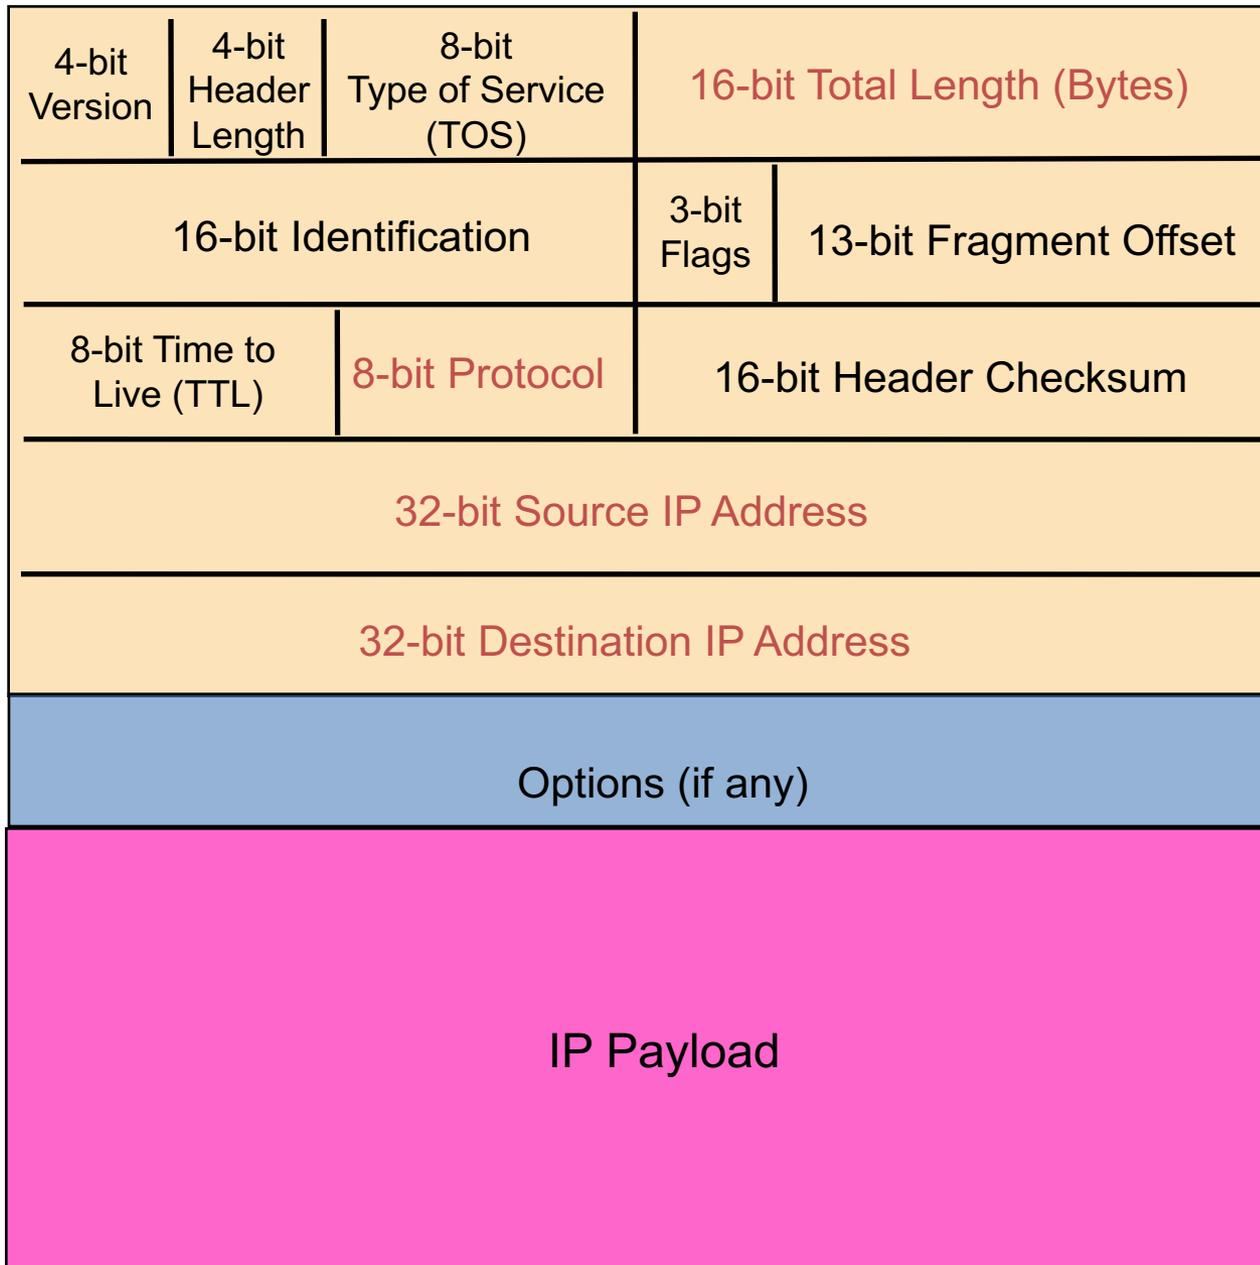 4-bit
Version
4-bit
Header
Length
8-bit
Type of Service
(TOS)
16-bit Total Length (Bytes)
16-bit Identification
3-bit
Flags
13-bit Fragment Offset
8-bit Time to
Live (TTL)
8-bit Protocol
16-bit Header Checksum
32-bit Source IP Address
32-bit Destination IP Address
Options (if any)
IP Payload